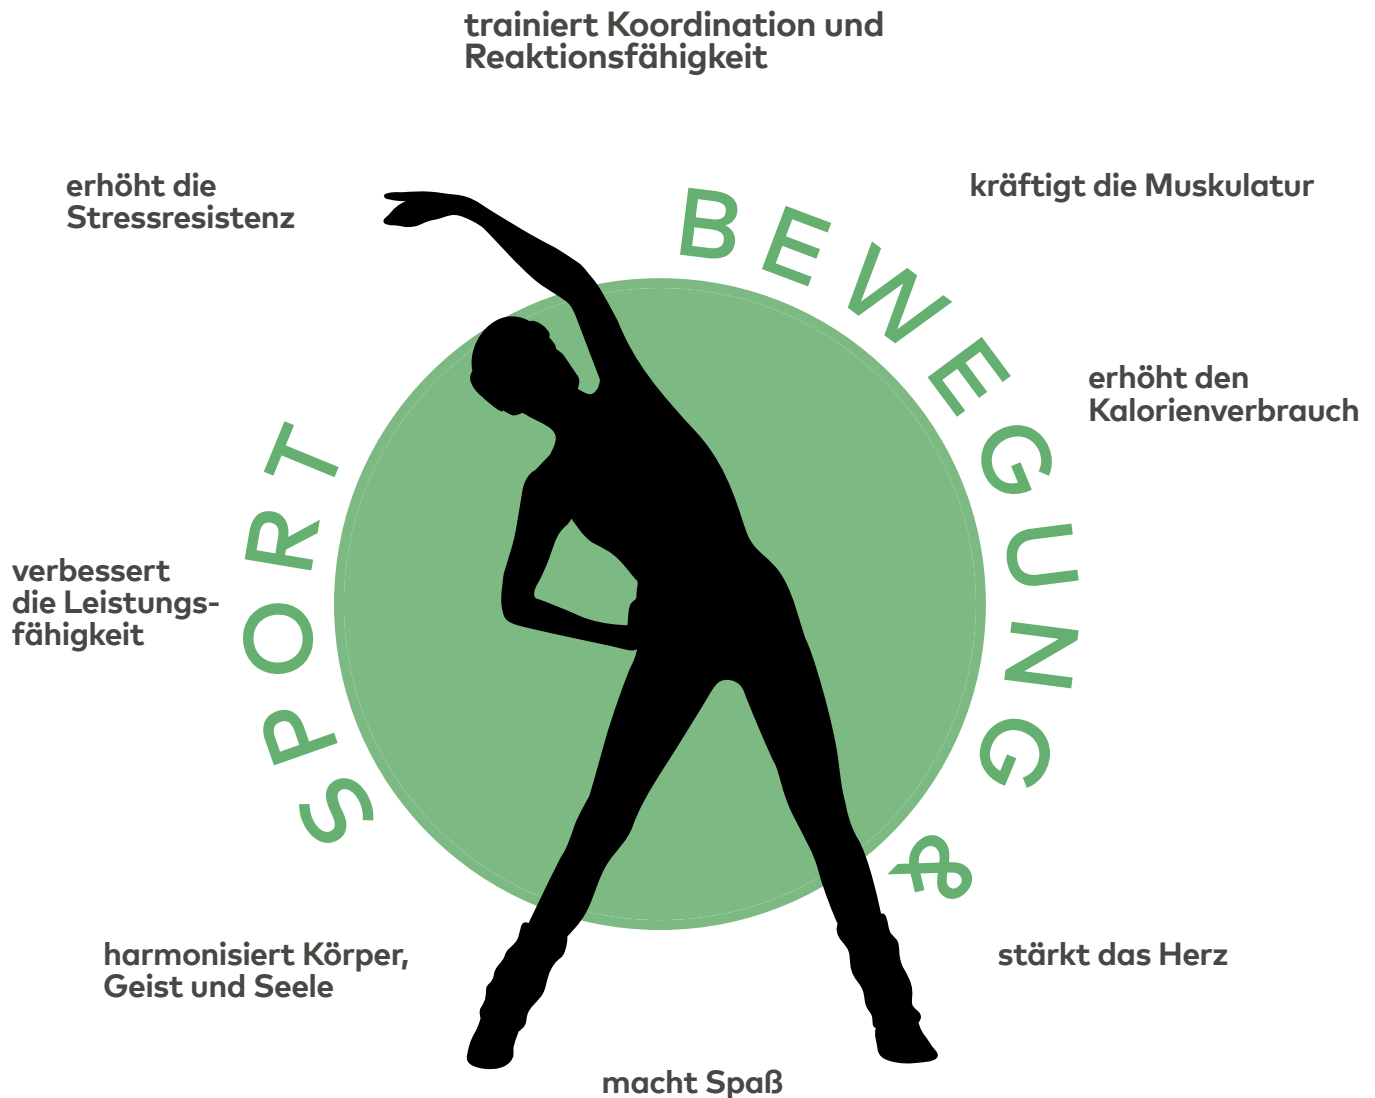 trainiert Koordination und
Reaktionsfähigkeit
erhöht die
Stressresistenz
kräftigt die Muskulatur
BEWEGUNG &
SPORT
erhöht den
Kalorienverbrauch
verbessert
die Leistungs-
fähigkeit
harmonisiert Körper,
Geist und Seele
stärkt das Herz
macht Spaß